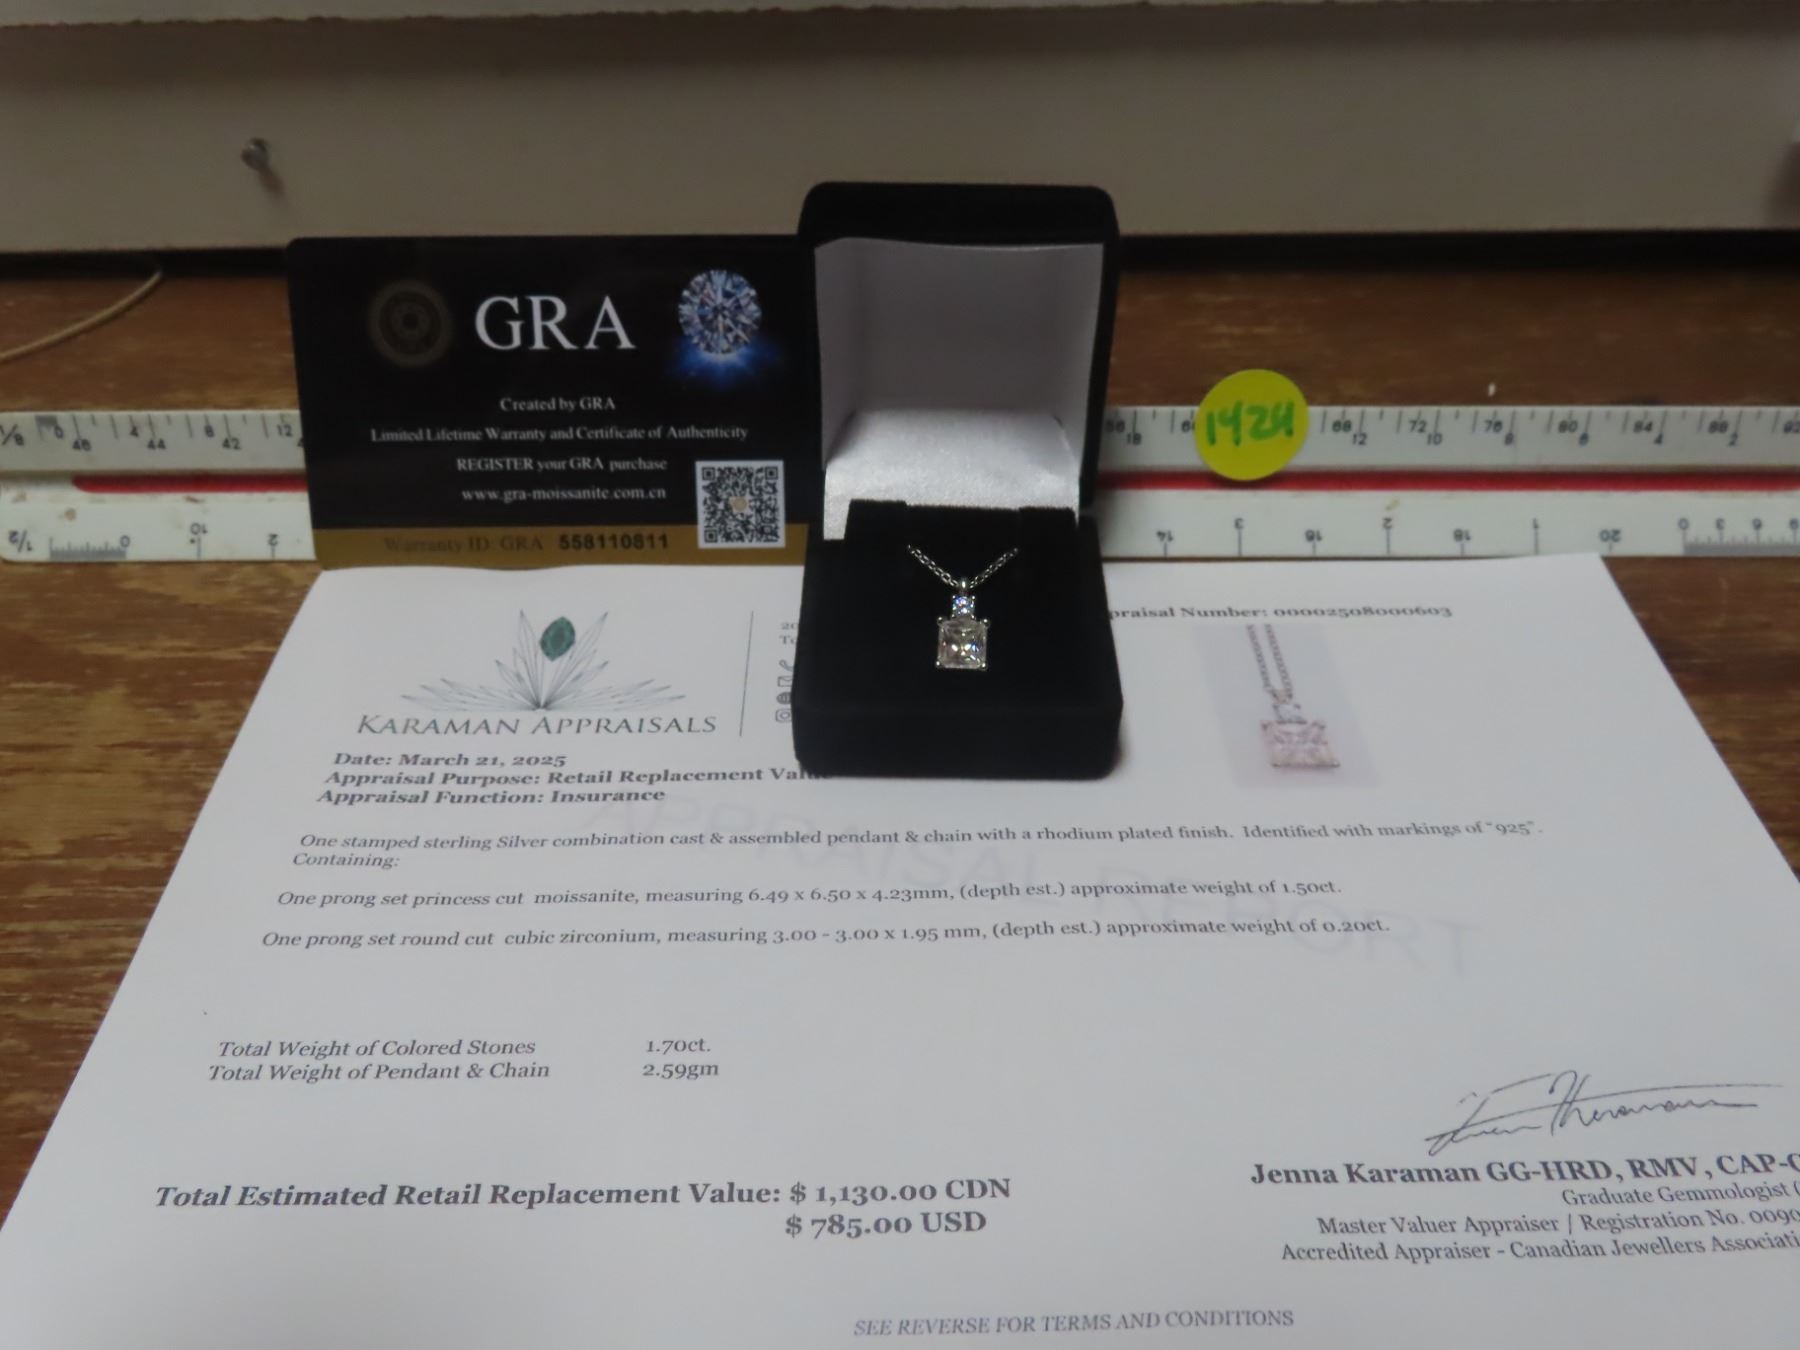 GRA
Created by GRA
Limited Lifetime Warranty and Certificate of Authenticity
REGISTER your GRA purchase
www.gra-moissanite.com.cn
Warranty ID: GRA 558110811
1424
praisal Number: 00002508000603
KARAMAN APPRAISALS
Date: March 21, 2025
Appraisal Purpose: Retail Replacement Value
Appraisal Function: Insurance
APPRAISAL REPORT
One stamped sterling Silver combination cast & assembled pendant & chain with a rhodium plated finish. Identified with markings of "925".
Containing:
One prong set princess cut moissanite, measuring 6.49 x 6.50 x 4.23mm, (depth est.) approximate weight of 1.50ct.
One prong set round cut cubic zirconium, measuring 3.00 - 3.00 x 1.95 mm, (depth est.) approximate weight of 0.20ct.
Total Weight of Colored Stones 1.70ct.
Total Weight of Pendant & Chain 2.59gm
Total Estimated Retail Replacement Value: $ 1,130.00 CDN
$ 785.00 USD
Jenna Karaman GG-HRD, RMV, CAP-C
Graduate Gemmologist (
Master Valuer Appraiser / Registration No. 0090
Accredited Appraiser - Canadian Jewellers Associati
SEE REVERSE FOR TERMS AND CONDITIONS